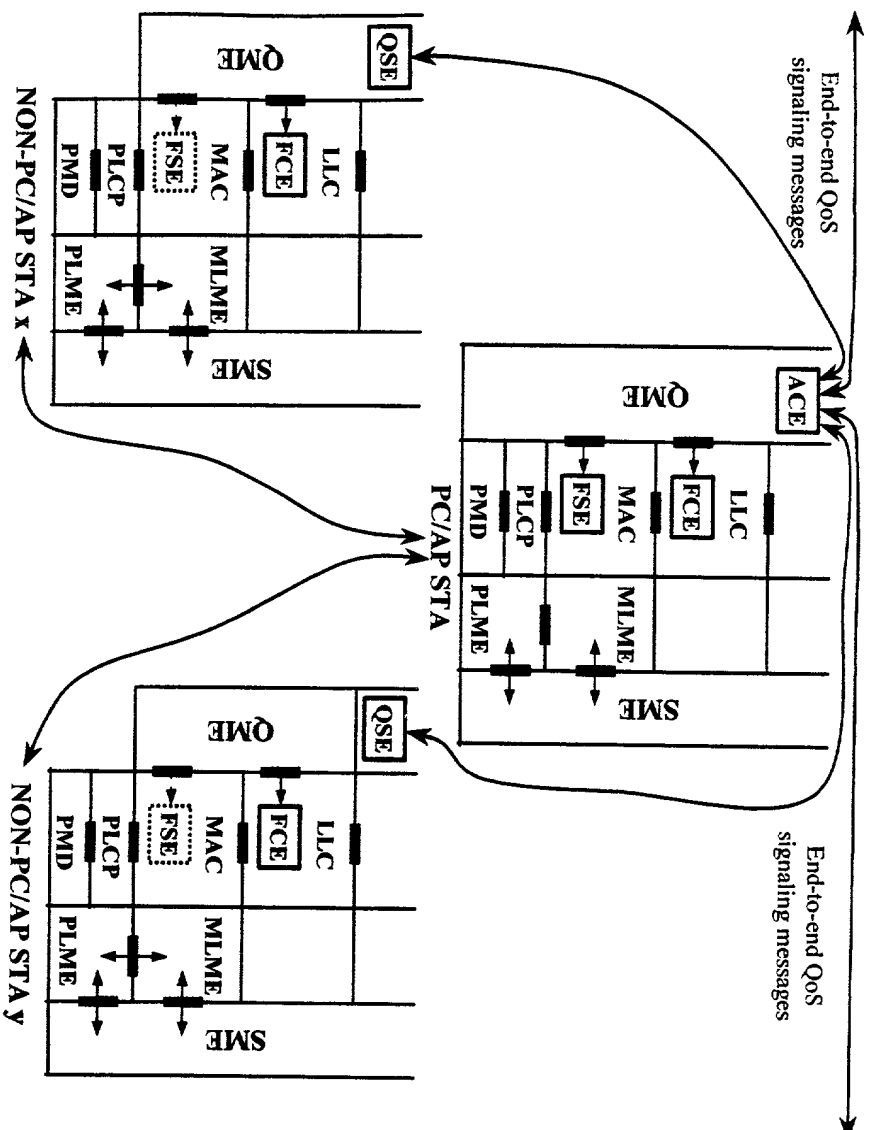 End-to-end QoS
signaling messages
End-to-end QoS
signaling messages
ACE
QME
LLC
FCE
MAC
FSE
PLCP
PMD
MLME
PLME
SME
PC/AP STA
QSE
QME
LLC
FCE
MAC
FSE
PLCP
PMD
MLME
PLME
SME
NON-PC/AP STA x
QSE
QME
LLC
FCE
MAC
FSE
PLCP
PMD
MLME
PLME
SME
NON-PC/AP STA y